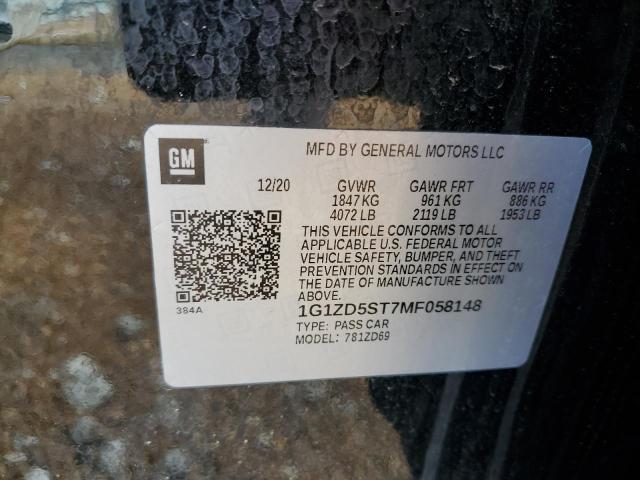 GM
MFD BY GENERAL MOTORS LLC
12/20 GVWR GAWR FRT GAWR RR
1847 KG 961 KG 886 KG
4072 LB 2119 LB 1953 LB
THIS VEHICLE CONFORMS TO ALL
APPLICABLE U.S. FEDERAL MOTOR
VEHICLE SAFETY, BUMPER, AND THEFT
PREVENTION STANDARDS IN EFFECT ON
THE DATE OF MANUFACTURE SHOWN
ABOVE.
384A
1G1ZD5ST7MF058148
TYPE: PASS CAR
MODEL: 781ZD69